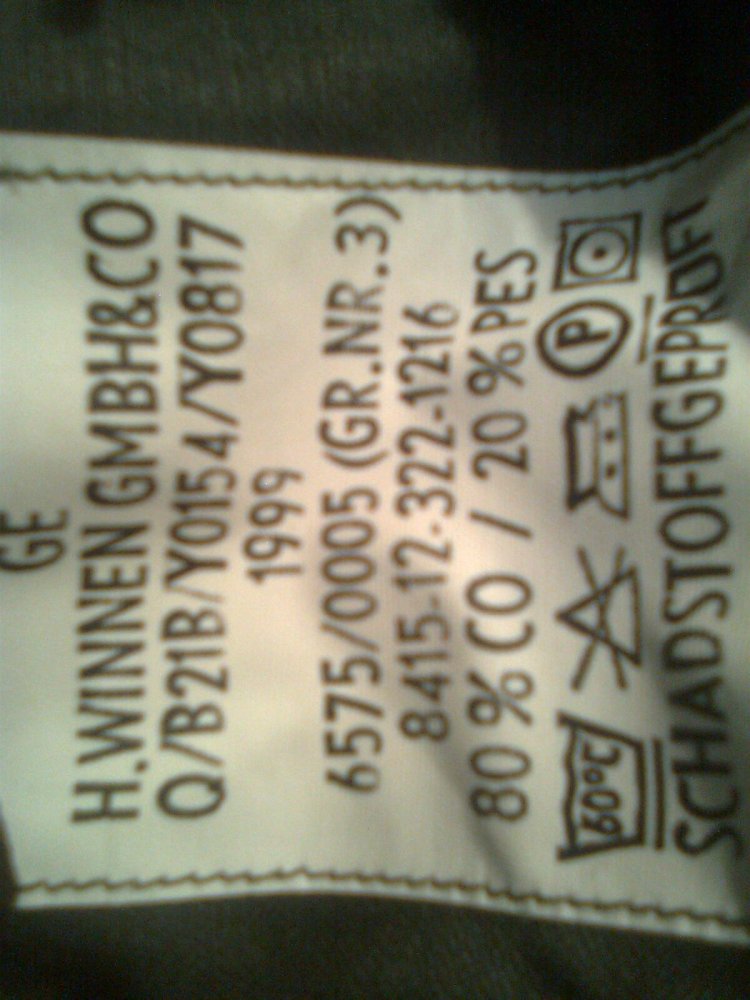 GE
H.WINNEN GMBH&CO
Q/B21B/Y0154/Y0817
1999
6575/0005 (GR.NR.3)
8415-12-322-1216
80 % CO / 20 % PES
60°C P
SCHADSTOFFGEPRÜFT